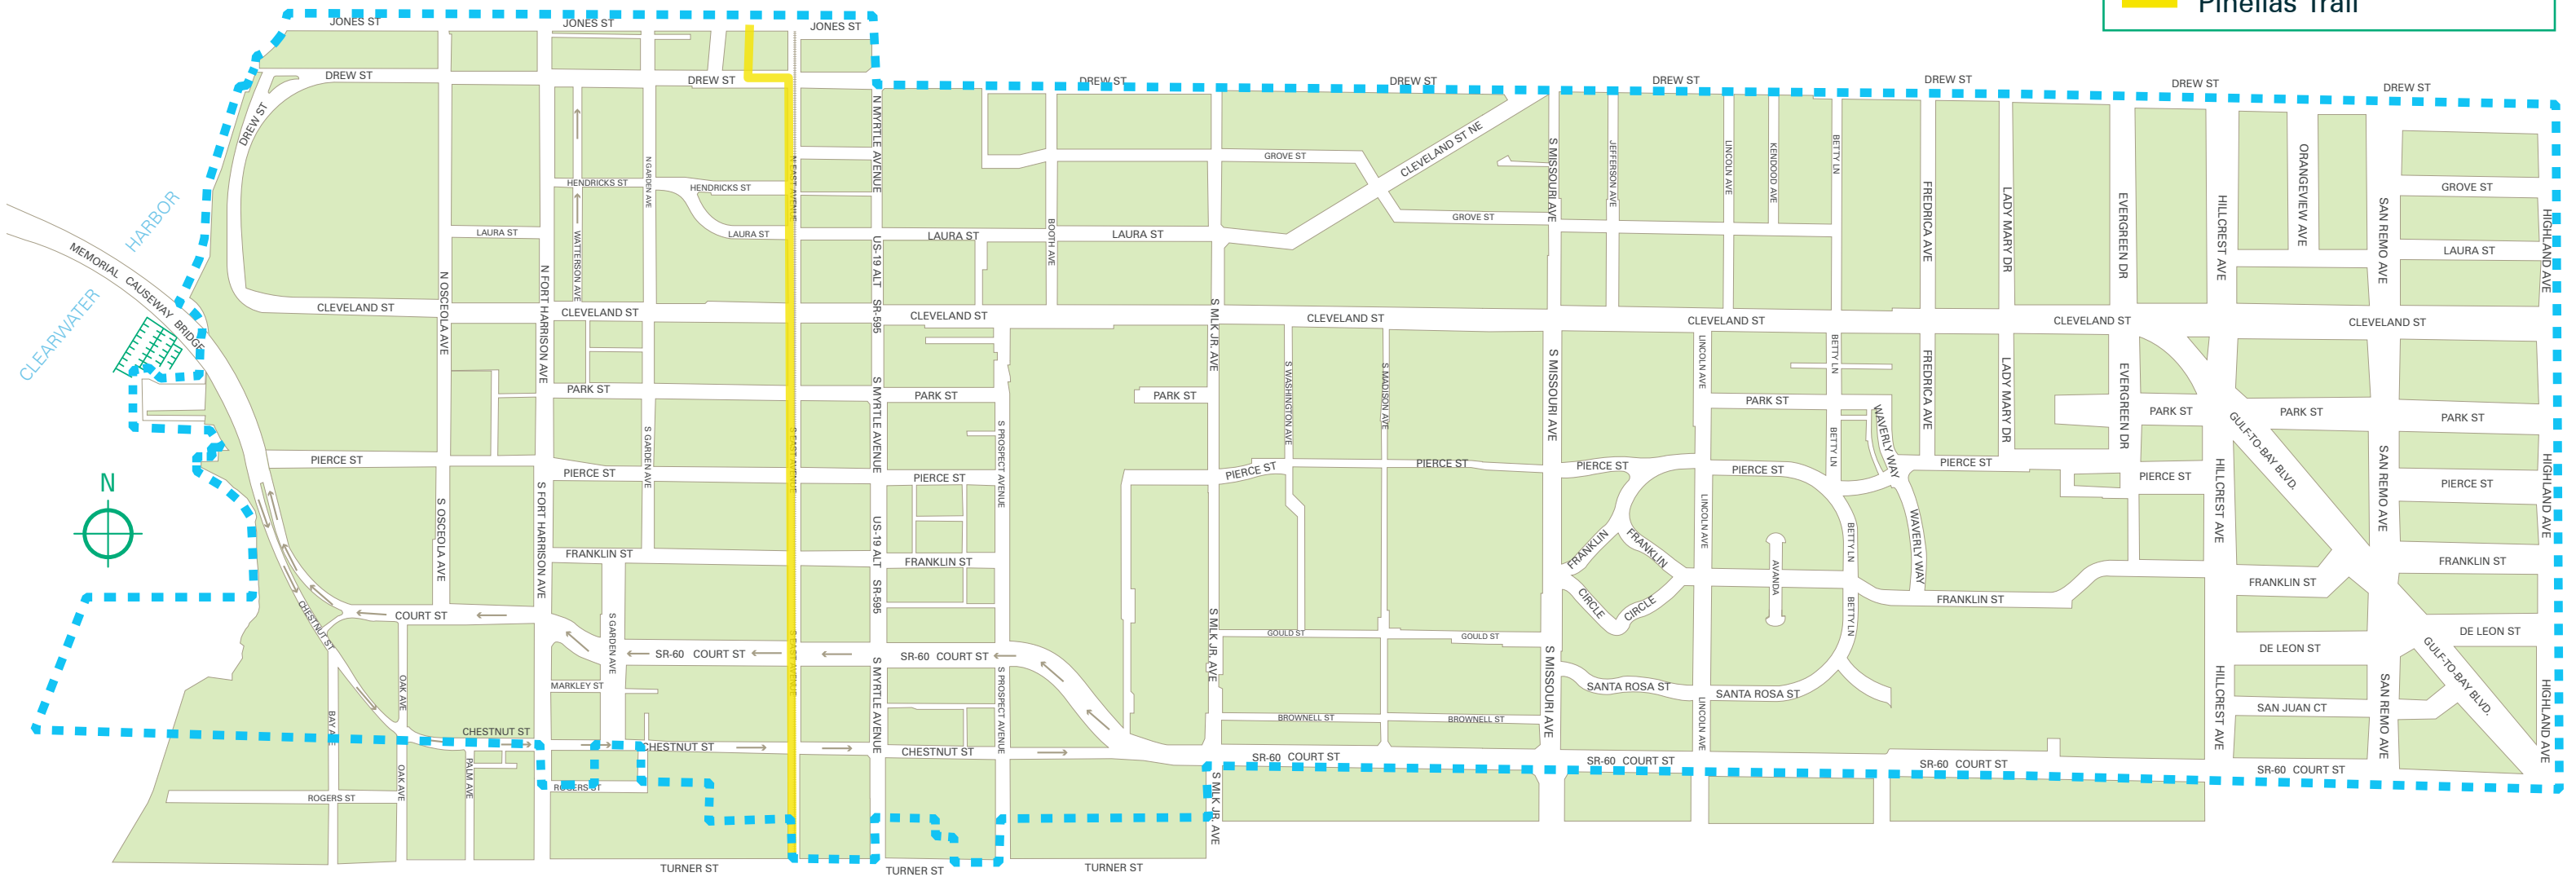 Pinellas Trail
JONES ST
JONES ST
JONES ST
DREW ST
DREW ST
DREW ST
DREW ST
DREW ST
DREW ST
DREW ST
DREW ST
DREW ST
HARBOR
CLEARWATER
MEMORIAL CAUSEWAY BRIDGE
N
N OSCEOLA AVE
N FORT HARRISON AVE
WATTERSON AVE
N GARDEN AVE
N EAST AVENUE
N MYRTLE AVENUE
US-19 ALT
SR-595
BOOTH AVE
HENDRICKS ST
HENDRICKS ST
LAURA ST
LAURA ST
LAURA ST
LAURA ST
GROVE ST
GROVE ST
CLEVELAND ST NE
S MISSOURI AVE
JEFFERSON AVE
LINCOLN AVE
KENDOOD AVE
BETTY LN
FREDRICA AVE
LADY MARY DR
EVERGREEN DR
HILLCREST AVE
ORANGEVIEW AVE
SAN REMO AVE
GROVE ST
LAURA ST
HIGHLAND AVE
CLEVELAND ST
CLEVELAND ST
CLEVELAND ST
CLEVELAND ST
CLEVELAND ST
CLEVELAND ST
CLEVELAND ST
S MLK JR. AVE
S WASHINGTON AVE
S MADISON AVE
S MISSOURI AVE
LINCOLN AVE
BETTY LN
FREDRICA AVE
LADY MARY DR
EVERGREEN DR
PARK ST
PARK ST
PARK ST
PARK ST
PARK ST
PARK ST
PARK ST
S GARDEN AVE
S EAST AVENUE
S MYRTLE AVENUE
S PROSPECT AVENUE
BETTY LN
WAVERLY WAY
GULF-TO-BAY BLVD.
PIERCE ST
PIERCE ST
PIERCE ST
PIERCE ST
PIERCE ST
PIERCE ST
PIERCE ST
PIERCE ST
PIERCE ST
PIERCE ST
S OSCEOLA AVE
S FORT HARRISON AVE
US-19 ALT
SR-595
LINCOLN AVE
BETTY LN
WAVERLY WAY
HILLCREST AVE
SAN REMO AVE
HIGHLAND AVE
FRANKLIN ST
FRANKLIN ST
FRANKLIN
FRANKLIN
CIRCLE
CIRCLE
AVANDA
FRANKLIN ST
FRANKLIN ST
FRANKLIN ST
CHESTNUT ST
COURT ST
S GARDEN AVE
SR-60 COURT ST
SR-60 COURT ST
S EAST AVENUE
S MYRTLE AVENUE
S PROSPECT AVENUE
S MLK JR. AVE
GOULD ST
GOULD ST
BETTY LN
DE LEON ST
DE LEON ST
GULF-TO-BAY BLVD.
MARKLEY ST
OAK AVE
BAY AVE
S MISSOURI AVE
SANTA ROSA ST
SANTA ROSA ST
LINCOLN AVE
HILLCREST AVE
SAN JUAN CT
SAN REMO AVE
HIGHLAND AVE
BROWNELL ST
BROWNELL ST
CHESTNUT ST
CHESTNUT ST
CHESTNUT ST
SR-60 COURT ST
SR-60 COURT ST
SR-60 COURT ST
SR-60 COURT ST
OAK AVE
PALM AVE
ROGERS ST
ROGERS ST
S MLK JR. AVE
TURNER ST
TURNER ST
TURNER ST